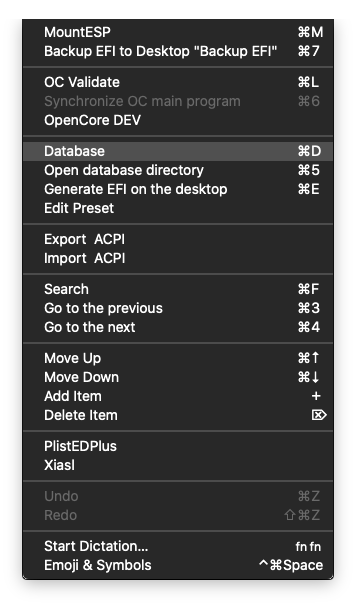 MountESP ⌘M
Backup EFI to Desktop "Backup EFI" ⌘7
OC Validate ⌘L
Synchronize OC main program ⌘6
OpenCore DEV
Database ⌘D
Open database directory ⌘5
Generate EFI on the desktop ⌘E
Edit Preset
Export  ACPI
Import  ACPI
Search ⌘F
Go to the previous ⌘3
Go to the next ⌘4
Move Up ⌘↑
Move Down ⌘↓
Add Item +
Delete Item ⌦
PlistEDPlus
Xiasl
Undo ⌘Z
Redo ⇧⌘Z
Start Dictation... fn fn
Emoji & Symbols ^⌘Space